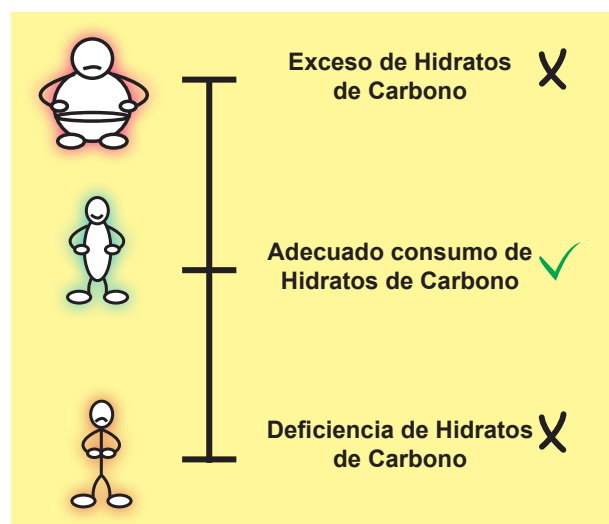 Exceso de Hidratos
de Carbono
Adecuado consumo de
Hidratos de Carbono
Deficiencia de Hidratos
de Carbono